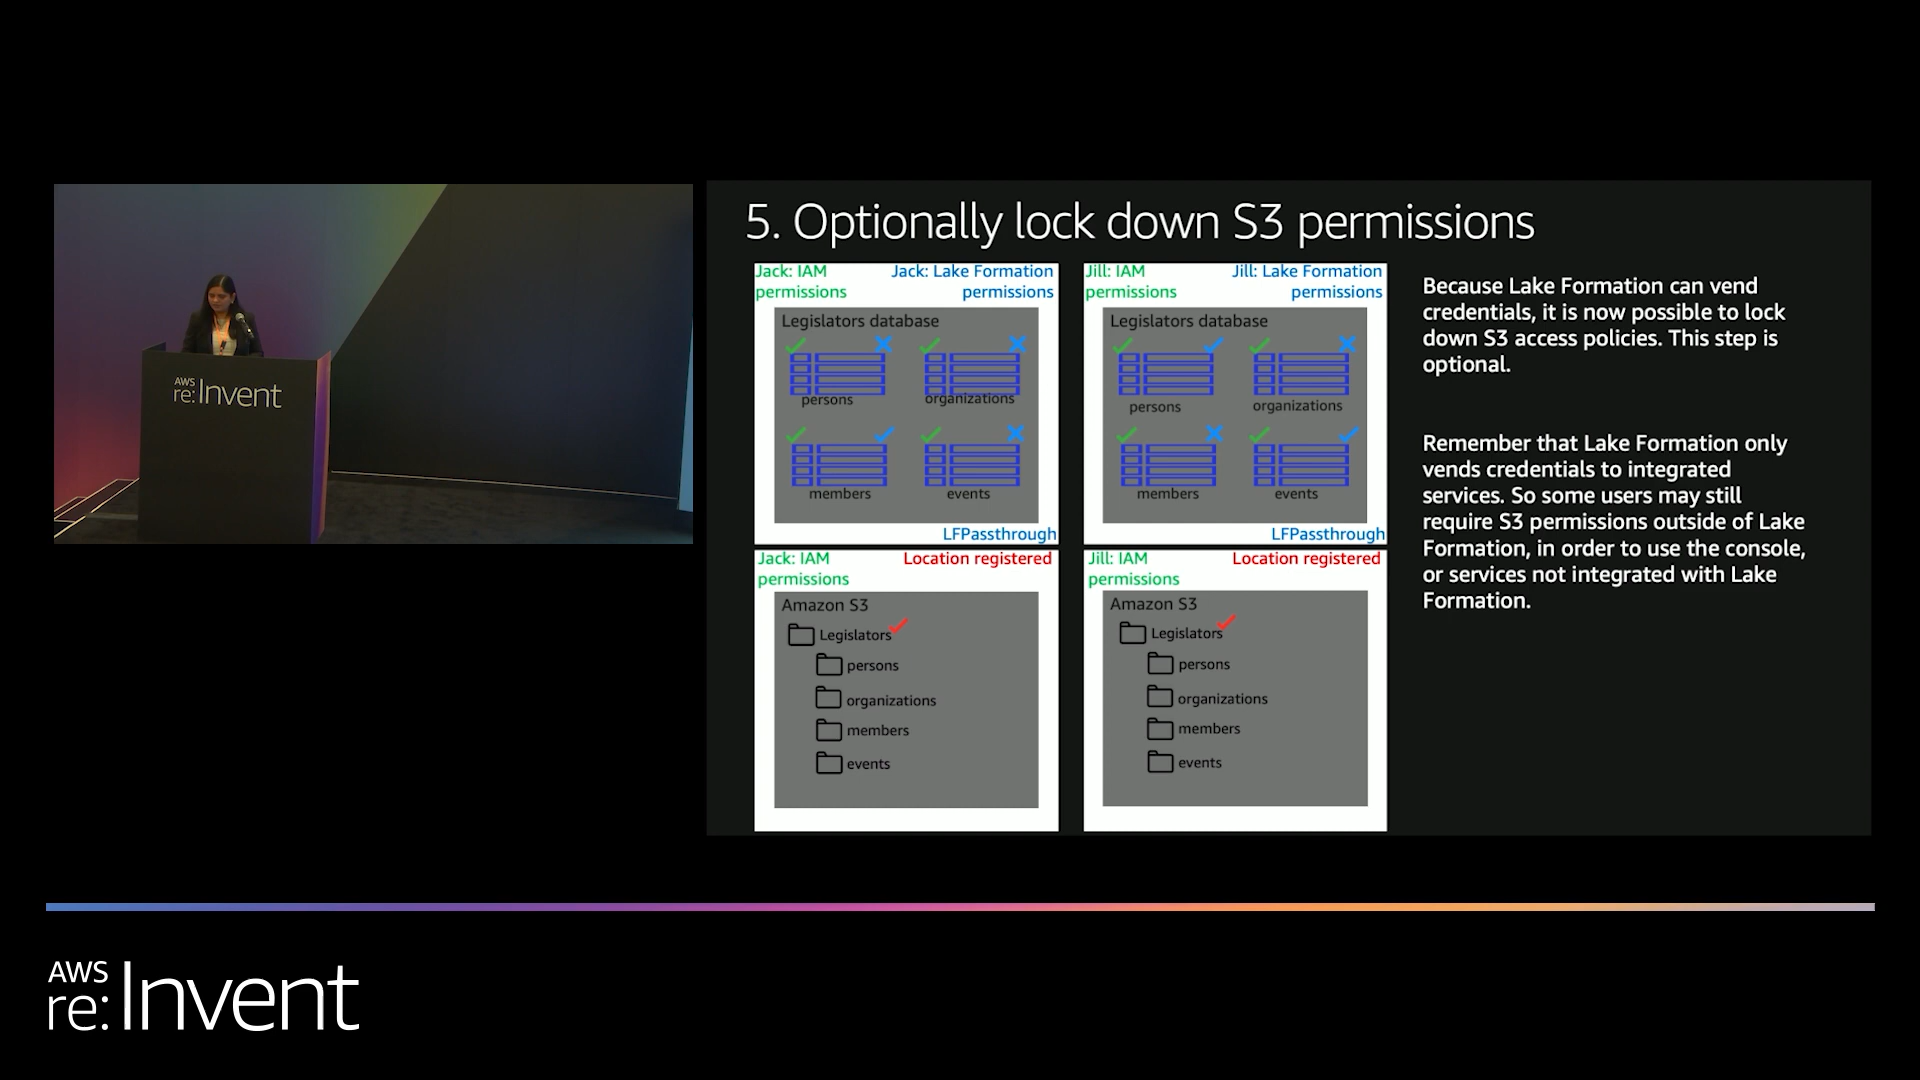 AWS
re:Invent
5. Optionally lock down S3 permissions
Jack: IAM
permissions
Jack: Lake Formation
permissions
Legislators database
persons
organizations
members
events
LFPassthrough
Jill: IAM
permissions
Jill: Lake Formation
permissions
Legislators database
persons
organizations
members
events
LFPassthrough
Jack: IAM
permissions
Location registered
Amazon S3
Legislators
persons
organizations
members
events
Jill: IAM
permissions
Location registered
Amazon S3
Legislators
persons
organizations
members
events
Because Lake Formation can vend
credentials, it is now possible to lock
down S3 access policies. This step is
optional.
Remember that Lake Formation only
vends credentials to integrated
services. So some users may still
require S3 permissions outside of Lake
Formation, in order to use the console,
or services not integrated with Lake
Formation.
AWS
re:Invent